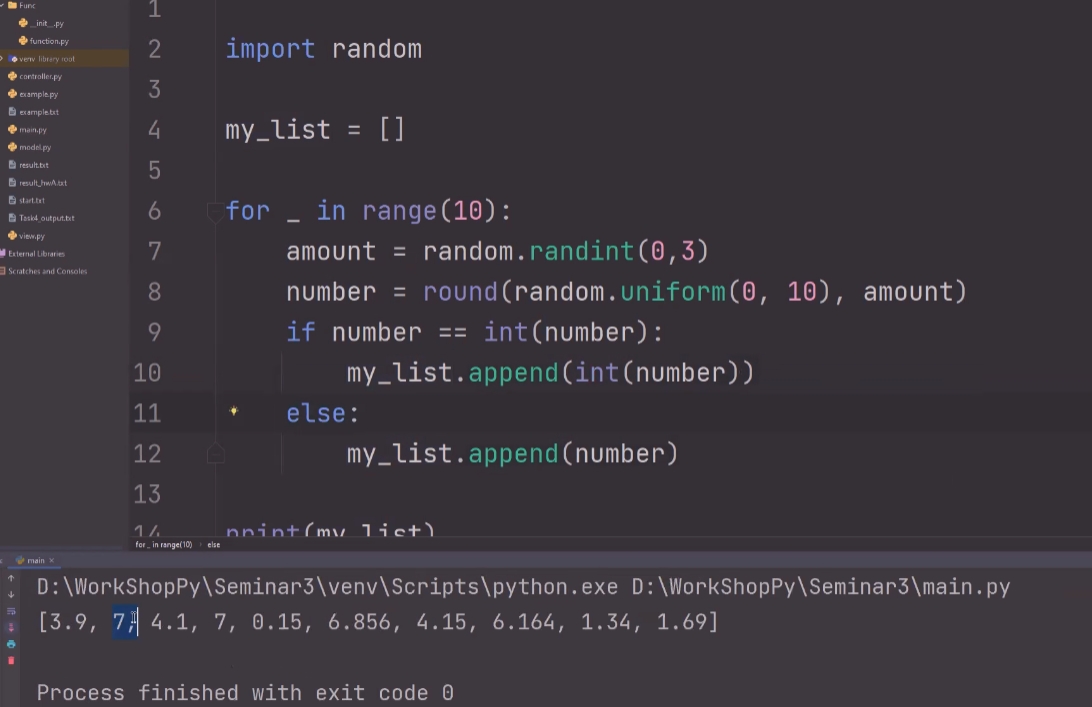 Func
__init__.py
function.py
venv library root
controller.py
example.py
example.txt
main.py
model.py
result.txt
result_hwA.txt
start.txt
Task4_output.txt
view.py
External Libraries
Scratches and Consoles
1
2 import random
3
4 my_list = []
5
6 for _ in range(10):
7 amount = random.randint(0,3)
8 number = round(random.uniform(0, 10), amount)
9 if number == int(number):
10 my_list.append(int(number))
11 else:
12 my_list.append(number)
13
14 print(my_list)
for _ in range(10) › else
main ×
D:\WorkShopPy\Seminar3\venv\Scripts\python.exe D:\WorkShopPy\Seminar3\main.py
[3.9, 7, 4.1, 7, 0.15, 6.856, 4.15, 6.164, 1.34, 1.69]
Process finished with exit code 0